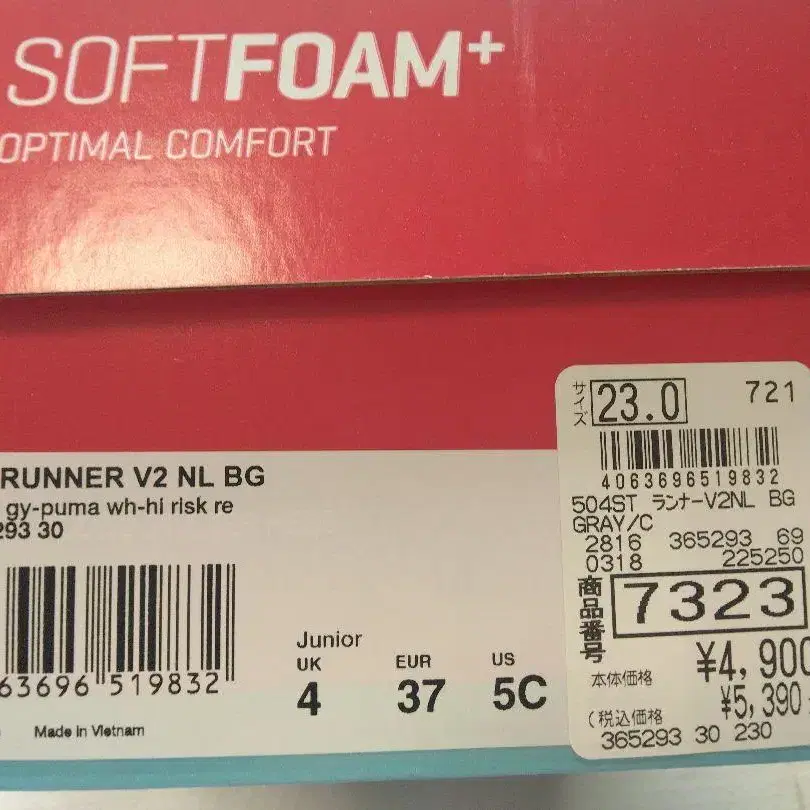 SOFTFOAM+
OPTIMAL COMFORT
RUNNER V2 NL BG
gy-puma wh-hi risk re
293 30
63696 519832
Made in Vietnam
Junior
UK
4
EUR
37
US
5C
サイズ 23.0 721
4063696519832
504ST ランナーV2NL BG
GRAY/C
2816 365293 69
0318 225250
商品番号 7323
本体価格 ¥4,900
(税込価格 ¥5,390
365293 30 230